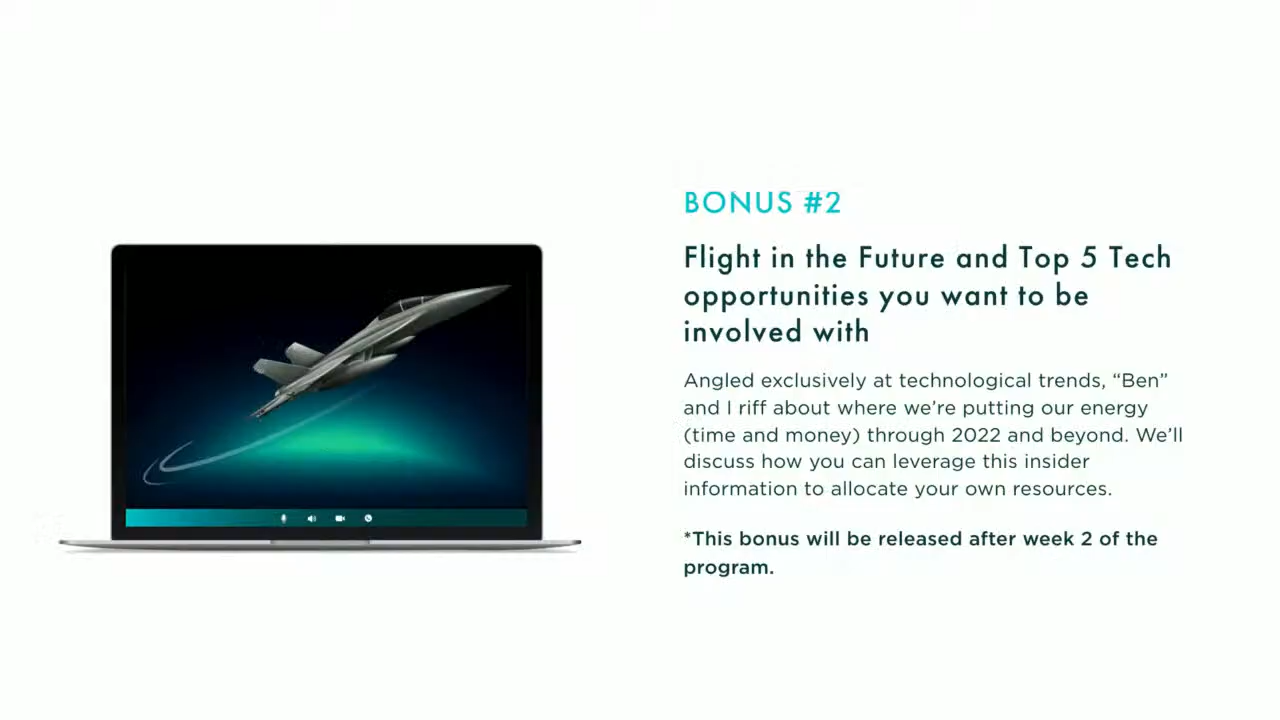 BONUS #2
Flight in the Future and Top 5 Tech
opportunities you want to be
involved with
Angled exclusively at technological trends, “Ben”
and I riff about where we’re putting our energy
(time and money) through 2022 and beyond. We’ll
discuss how you can leverage this insider
information to allocate your own resources.
*This bonus will be released after week 2 of the
program.